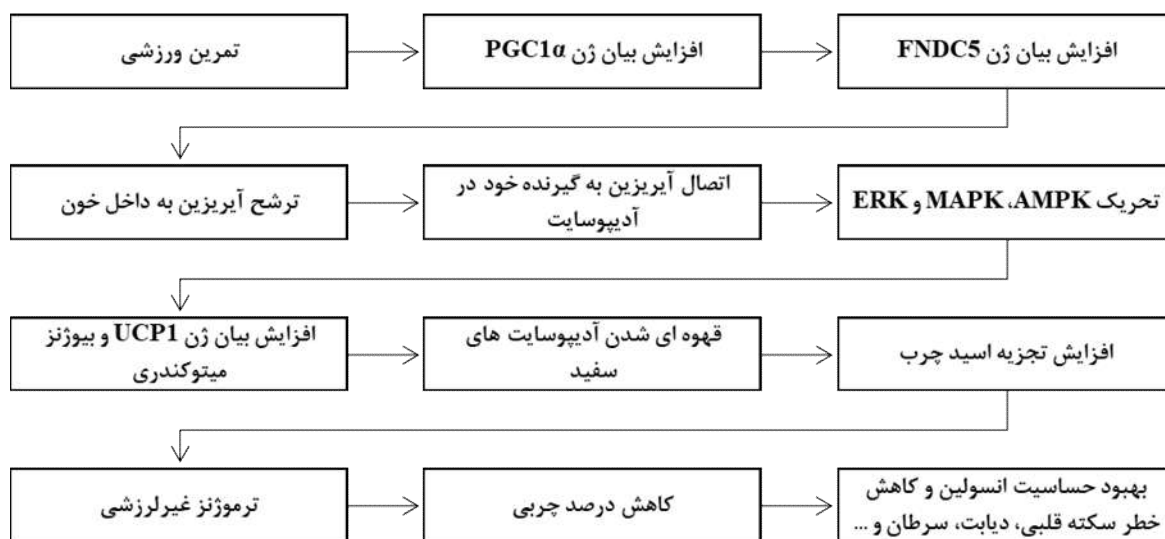 تمرین ورزشی
افزایش بیان ژن PGC1α
افزایش بیان ژن FNDC5
ترشح آیریزین به داخل خون
اتصال آیریزین به گیرنده خود در
آدیپوسایت
تحریک MAPK ،AMPK و ERK
افزایش بیان ژن UCP1 و بیوژنز
میتوکندری
قهوه ای شدن آدیپوسایت های
سفید
افزایش تجزیه اسید چرب
ترموژنز غیرلرزشی
کاهش درصد چربی
بهبود حساسیت انسولین و کاهش
خطر سکته قلبی، دیابت، سرطان و ...